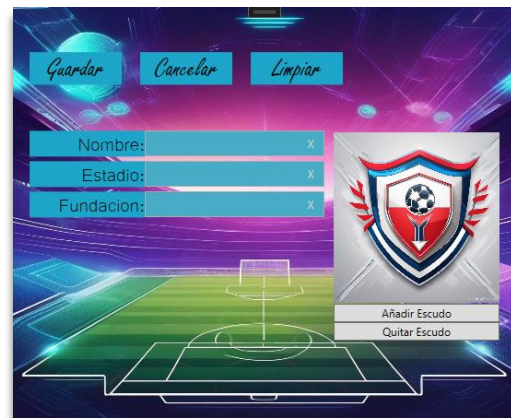 Guardar Cancelar Limpiar
Nombre: X
Estadio: X
Fundacion: X
Añadir Escudo
Quitar Escudo